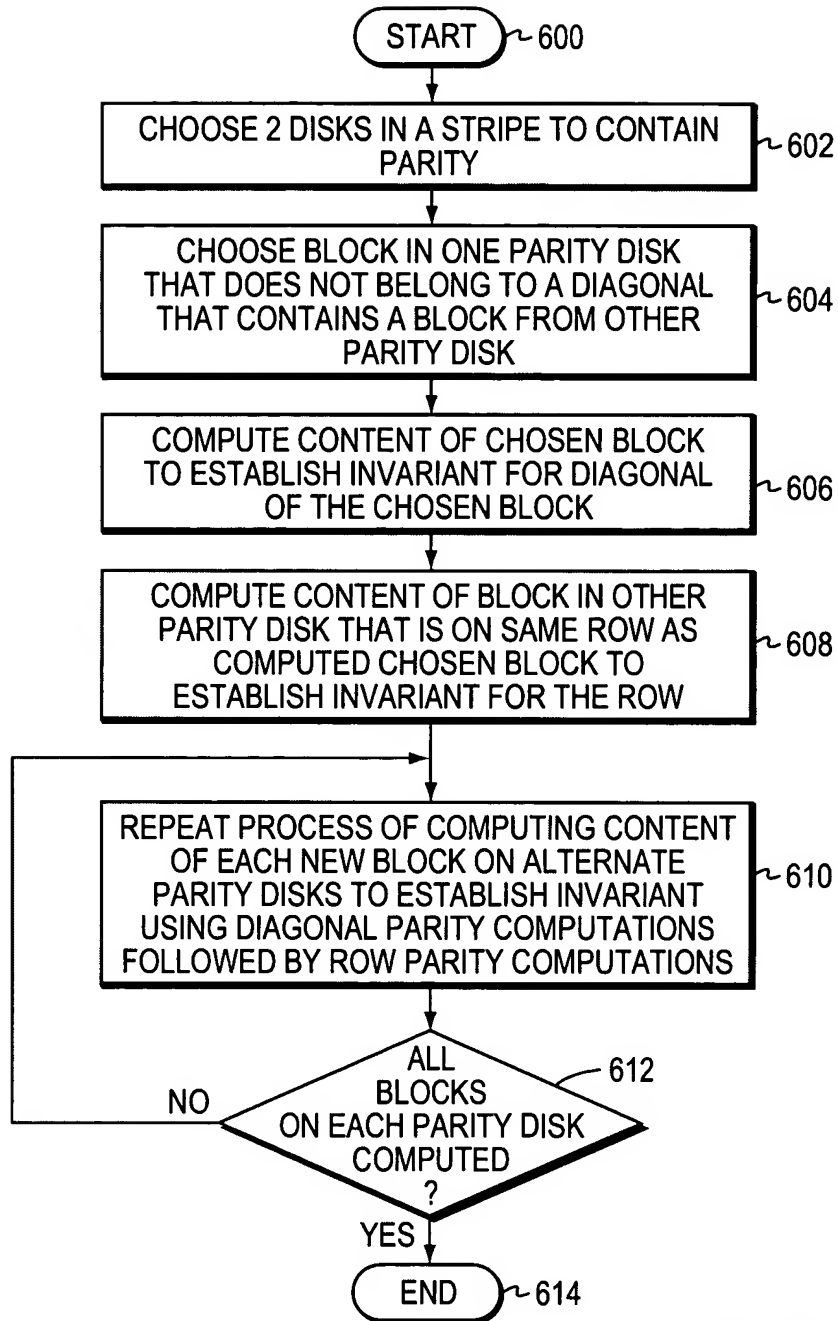 START
600
CHOOSE 2 DISKS IN A STRIPE TO CONTAIN
PARITY
602
CHOOSE BLOCK IN ONE PARITY DISK
THAT DOES NOT BELONG TO A DIAGONAL
THAT CONTAINS A BLOCK FROM OTHER
PARITY DISK
604
COMPUTE CONTENT OF CHOSEN BLOCK
TO ESTABLISH INVARIANT FOR DIAGONAL
OF THE CHOSEN BLOCK
606
COMPUTE CONTENT OF BLOCK IN OTHER
PARITY DISK THAT IS ON SAME ROW AS
COMPUTED CHOSEN BLOCK TO
ESTABLISH INVARIANT FOR THE ROW
608
REPEAT PROCESS OF COMPUTING CONTENT
OF EACH NEW BLOCK ON ALTERNATE
PARITY DISKS TO ESTABLISH INVARIANT
USING DIAGONAL PARITY COMPUTATIONS
FOLLOWED BY ROW PARITY COMPUTATIONS
610
ALL
BLOCKS
ON EACH PARITY DISK
COMPUTED
?
612
NO
YES
END
614